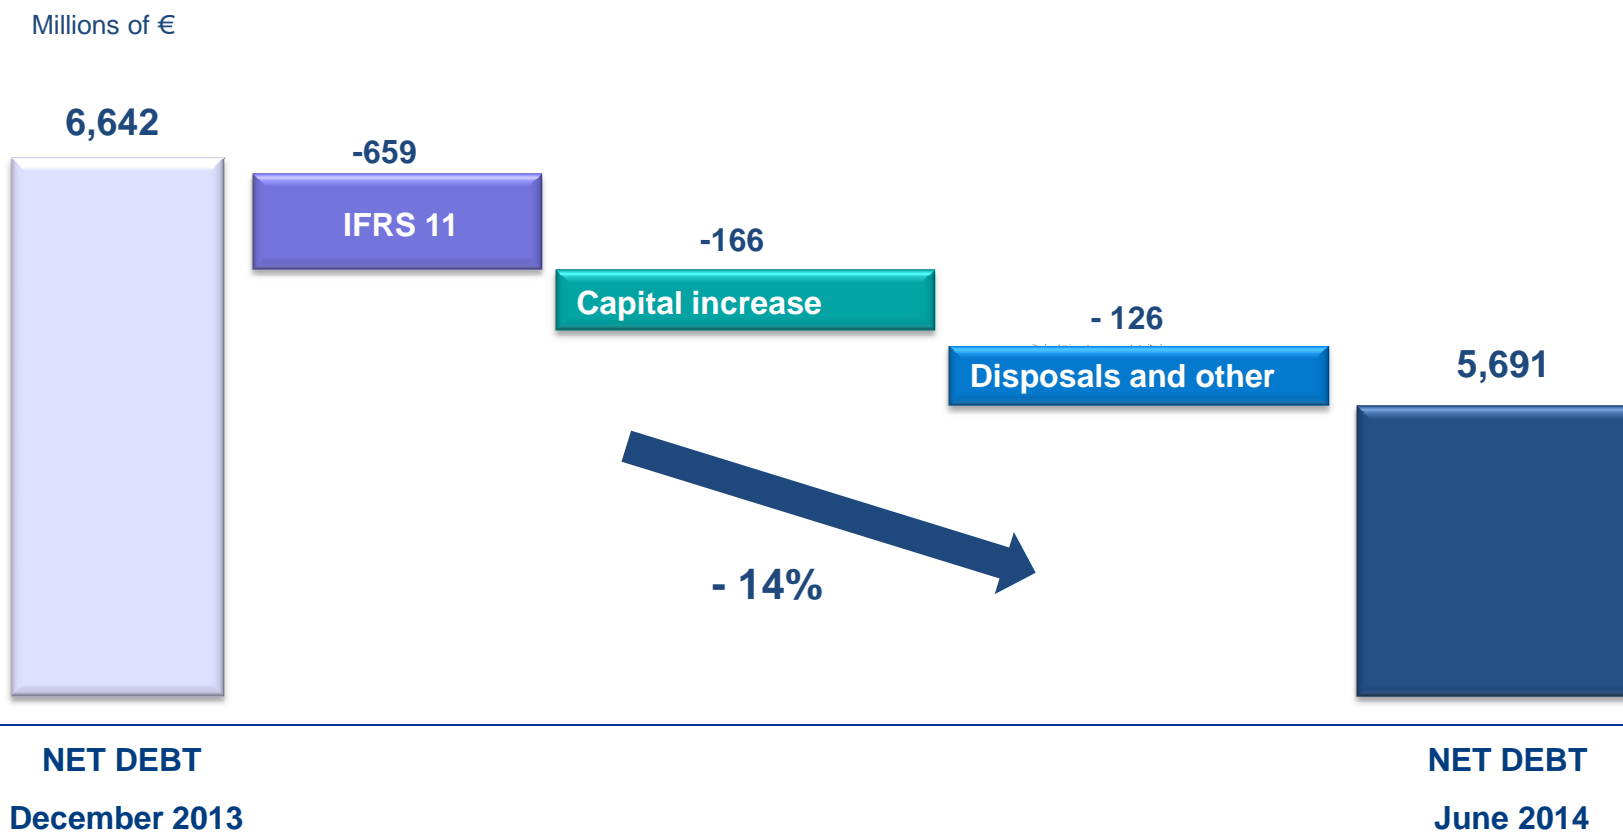 Millions of €
6,642
-659
IFRS 11
-166
Capital increase
- 126
Disposals and other
5,691
- 14%
NET DEBT
December 2013
NET DEBT
June 2014